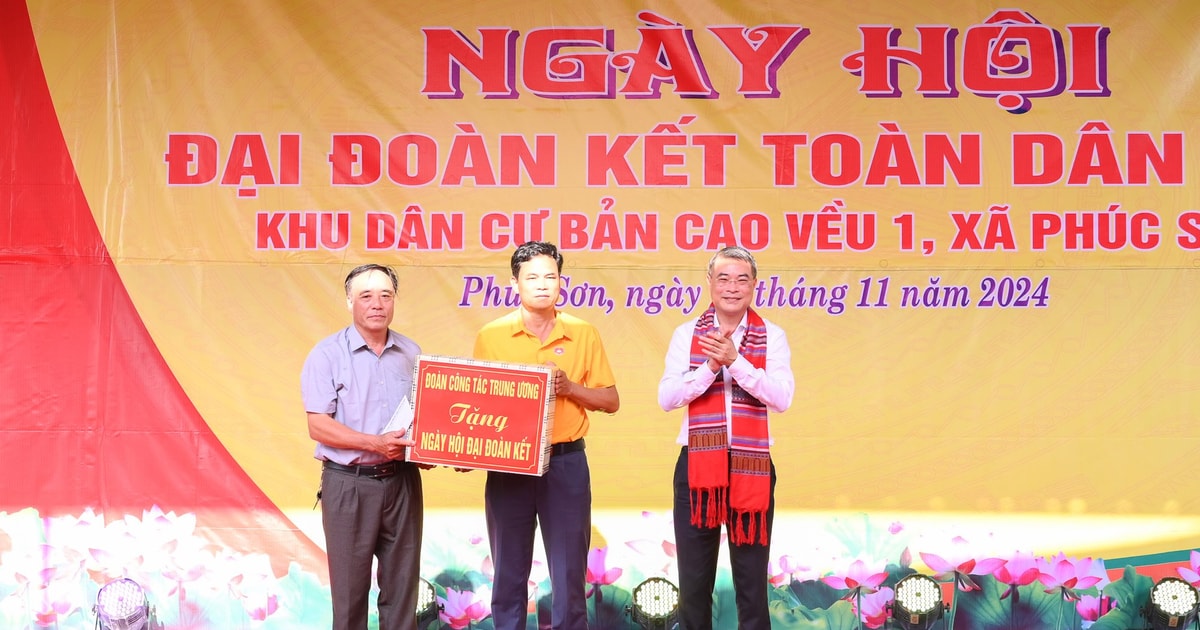 NGÀY HỘI
ĐẠI ĐOÀN KẾT TOÀN DÂN
KHU DÂN CƯ BẢN CAO VỀU 1, XÃ PHÚC
Sơn, ngày tháng 11 năm 2024
ĐOÀN CÔNG TÁC TRUNG ƯƠNG
Tặng
NGÀY HỘI ĐẠI ĐOÀN KẾT